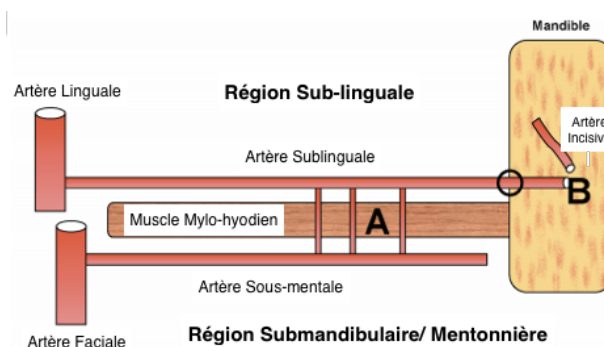 Mandible
Artère Linguale
Région Sub-linguale
Artère
Incisiv
Artère Sublinguale
B
Muscle Mylo-hyodien
A
Artère Sous-mentale
Artère Faciale
Région Submandibulaire/ Mentonnière